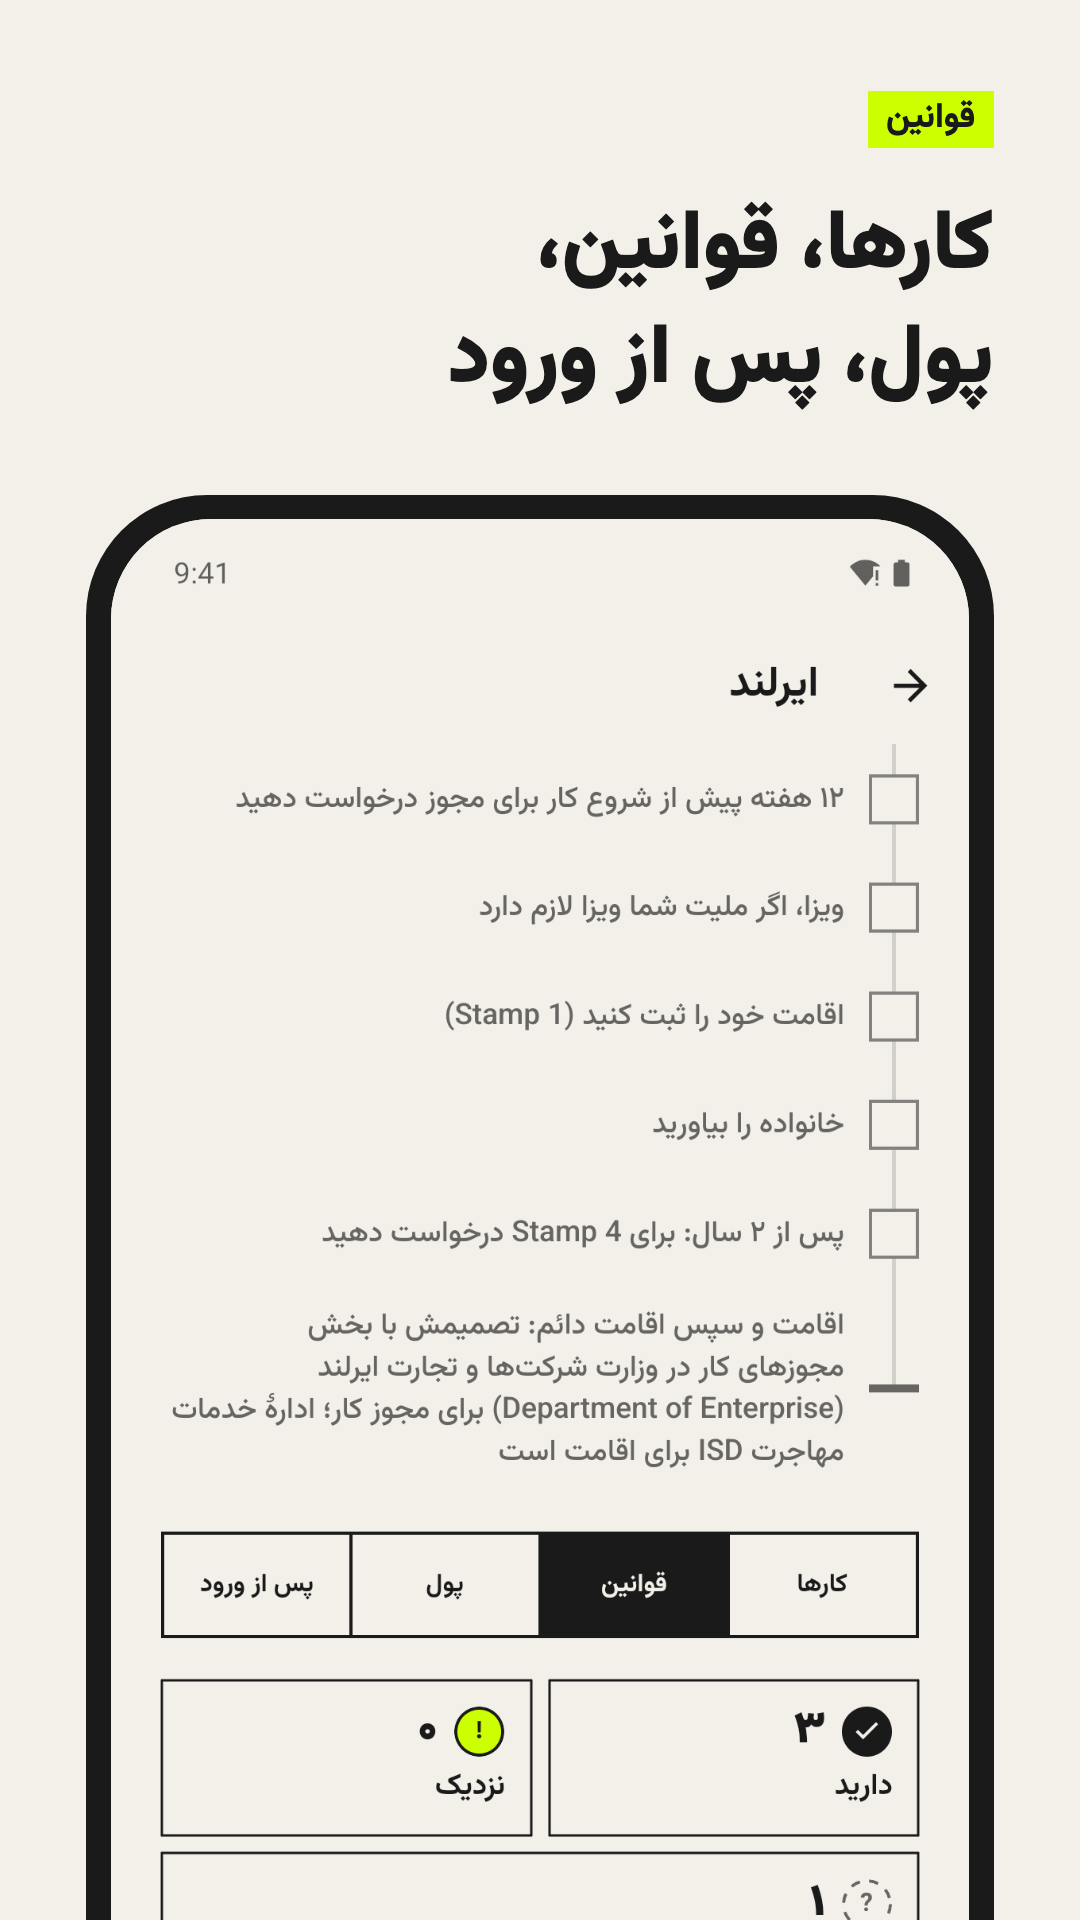 قوانین
کارها، قوانین،
پول، پس از ورود
9:41
ایرلند
۱۲ هفته پیش از شروع کار برای مجوز درخواست دهید
ویزا، اگر ملیت شما ویزا لازم دارد
اقامت خود را ثبت کنید (Stamp 1)
خانواده را بیاورید
پس از ۲ سال: برای Stamp 4 درخواست دهید
اقامت و سپس اقامت دائم: تصمیمش با بخش
مجوزهای کار در وزارت شرکت‌ها و تجارت ایرلند
(Department of Enterprise) برای مجوز کار؛ ادارهٔ خدمات
مهاجرت ISD برای اقامت است
کارها
قوانین
پول
پس از ورود
۳
دارید
! ۰
نزدیک
? ۱